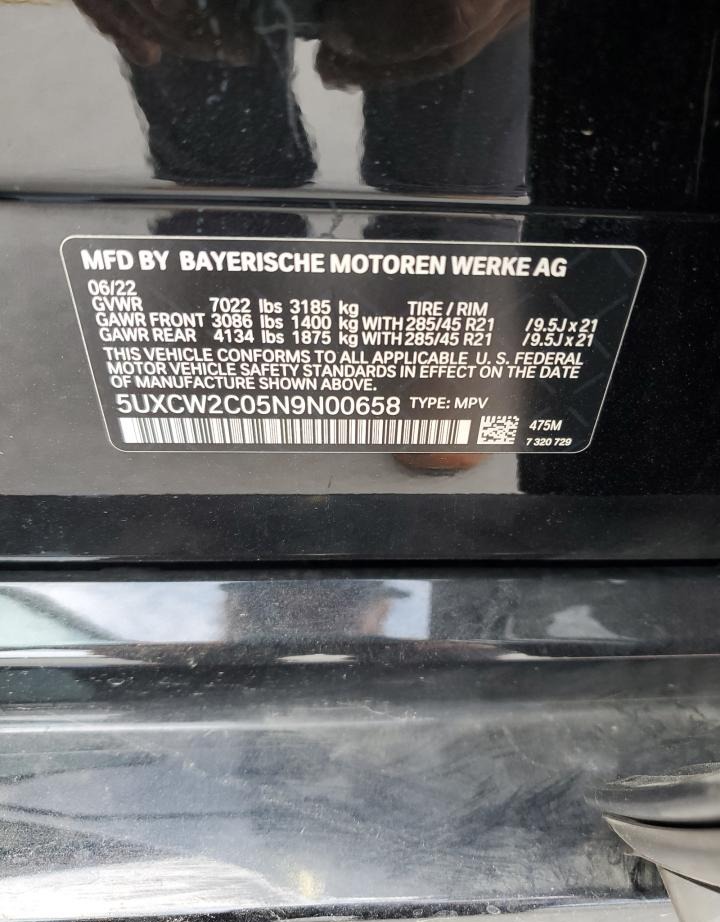 MFD BY BAYERISCHE MOTOREN WERKE AG
06/22
GVWR 7022 lbs 3185 kg TIRE / RIM
GAWR FRONT 3086 lbs 1400 kg WITH 285/45 R21 /9.5J x 21
GAWR REAR 4134 lbs 1875 kg WITH 285/45 R21 /9.5J x 21
THIS VEHICLE CONFORMS TO ALL APPLICABLE U. S. FEDERAL
MOTOR VEHICLE SAFETY STANDARDS IN EFFECT ON THE DATE
OF MANUFACTURE SHOWN ABOVE.
5UXCW2C05N9N00658 TYPE: MPV
475M
7 320 729